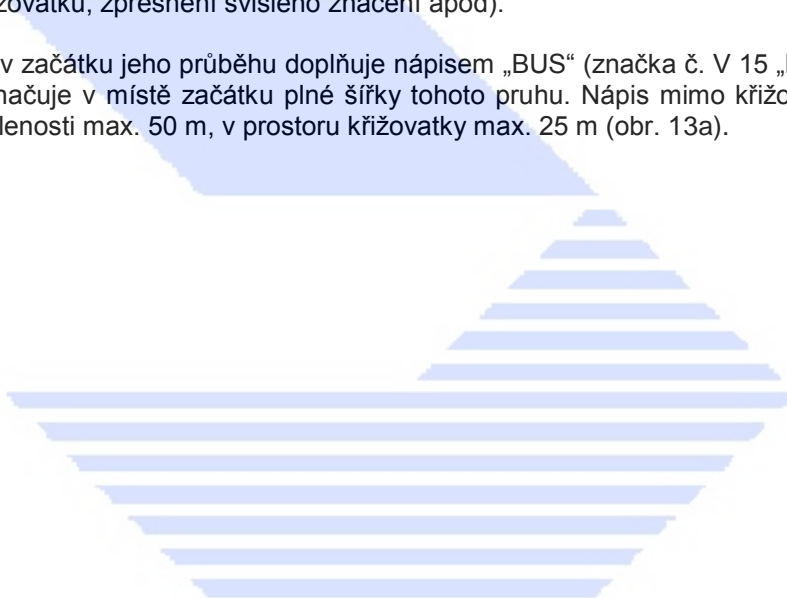 zovatku, zpřesnění svislého značení apod).
v začátku jeho průběhu doplňuje nápisem „BUS“ (značka č. V 15 „
načuje v místě začátku plné šířky tohoto pruhu. Nápis mimo křižo
lenosti max. 50 m, v prostoru křižovatky max. 25 m (obr. 13a).